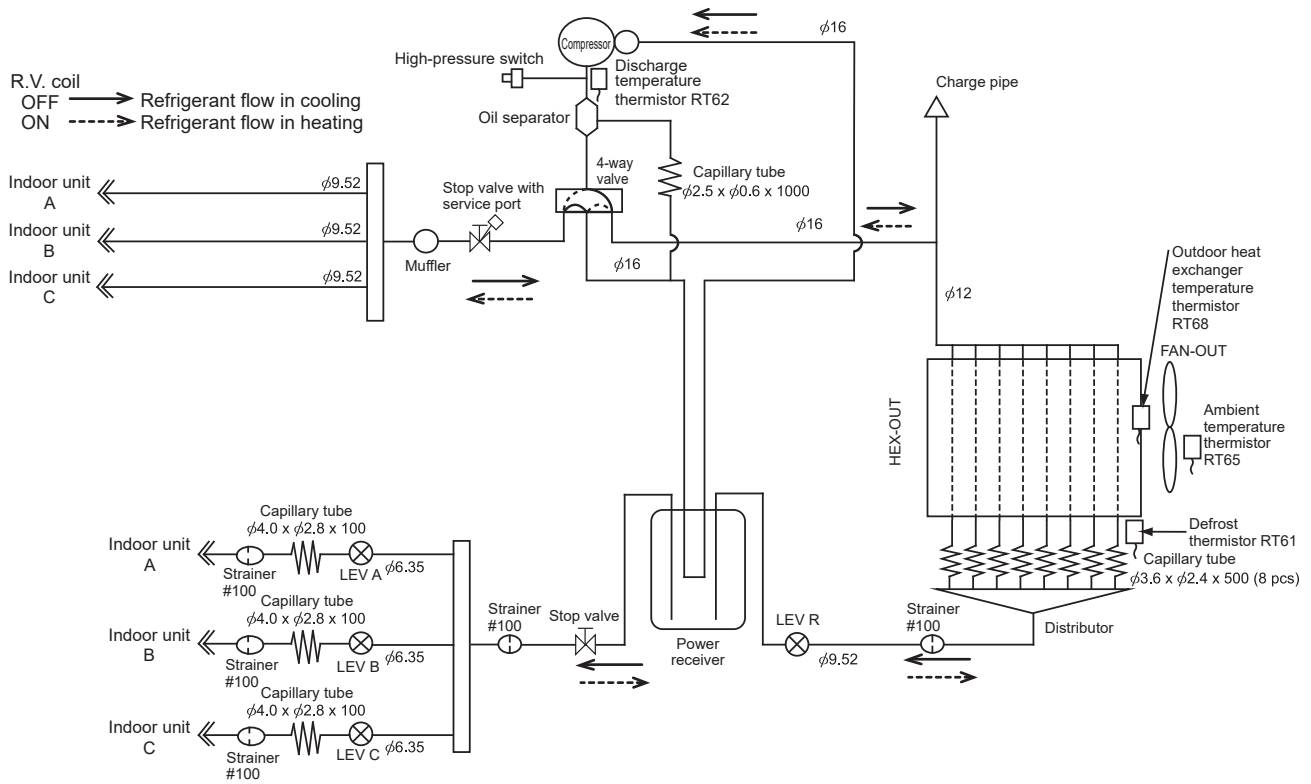 R.V. coil
OFF Refrigerant flow in cooling
ON Refrigerant flow in heating
Compressor
ϕ16
High-pressure switch
Discharge
temperature
thermistor RT62
Oil separator
Charge pipe
4-way
valve
Capillary tube
ϕ2.5 x ϕ0.6 x 1000
Indoor unit
A
ϕ9.52
Indoor unit
B
ϕ9.52
Indoor unit
C
ϕ9.52
Stop valve with
service port
Muffler
ϕ16
ϕ16
ϕ12
Outdoor heat
exchanger
temperature
thermistor
RT68
FAN-OUT
HEX-OUT
Ambient
temperature
thermistor
RT65
Defrost
thermistor RT61
Capillary tube
ϕ3.6 x ϕ2.4 x 500 (8 pcs)
Distributor
Strainer
#100
ϕ9.52
LEV R
Power
receiver
Stop valve
Strainer
#100
Capillary tube
ϕ4.0 x ϕ2.8 x 100
Indoor unit
A
Strainer
#100
LEV A
ϕ6.35
Capillary tube
ϕ4.0 x ϕ2.8 x 100
Indoor unit
B
Strainer
#100
LEV B
ϕ6.35
Capillary tube
ϕ4.0 x ϕ2.8 x 100
Indoor unit
C
Strainer
#100
LEV C
ϕ6.35